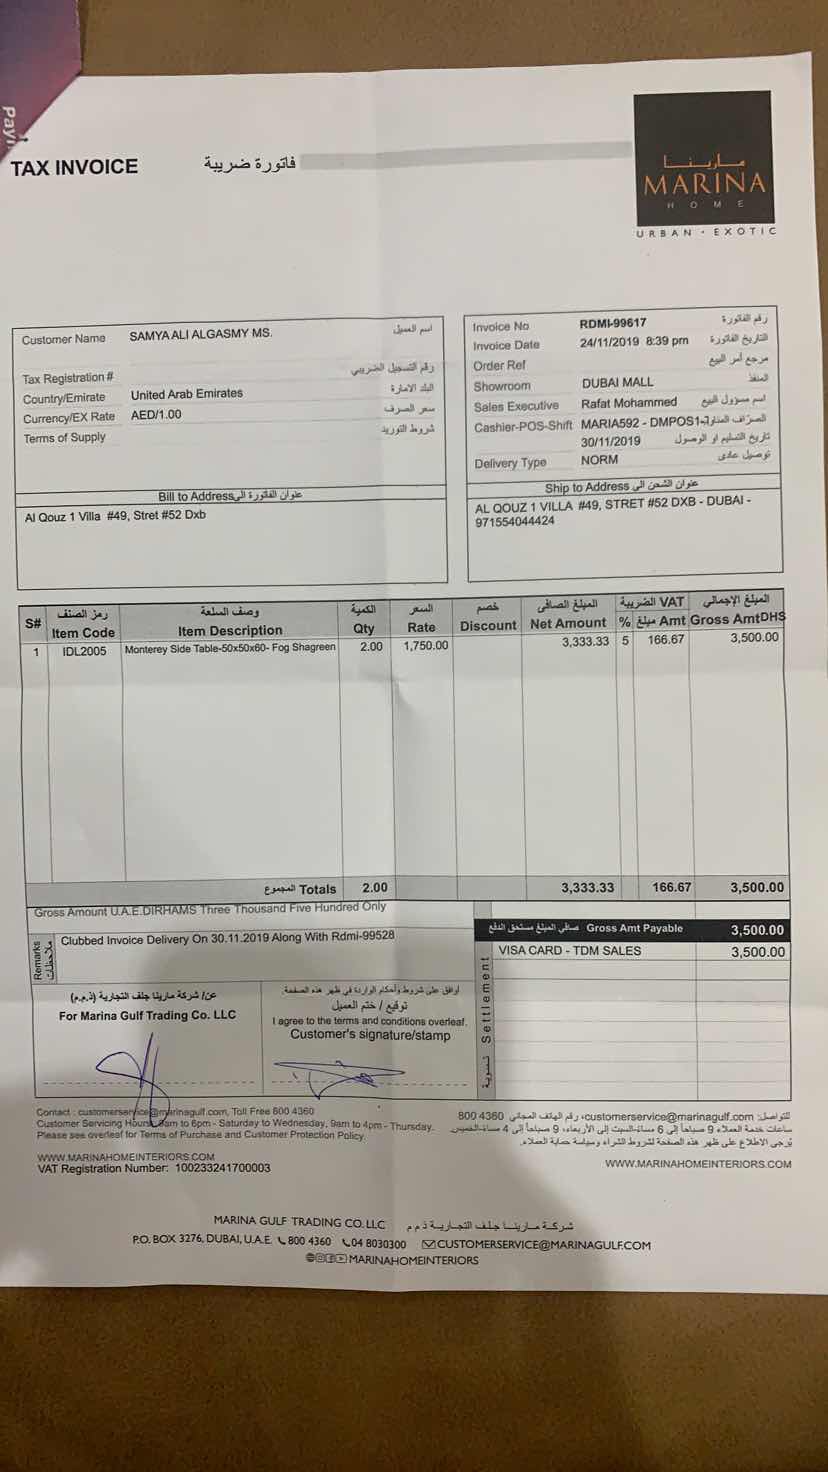 Payi
TAX INVOICE فاتورة ضريبة
مارينا
MARINA
HOME
URBAN · EXOTIC
Customer Name SAMYA ALI ALGASMY MS. اسم العميل
Tax Registration # رقم التسجيل الضريبي
Country/Emirate United Arab Emirates البلد الامارة
Currency/EX Rate AED/1.00 سعر الصرف
Terms of Supply شروط التوريد
Bill to Address عنوان الفاتورة الى
Al Qouz 1 Villa #49, Stret #52 Dxb
Invoice No RDMI-99617 رقم الفاتورة
Invoice Date 24/11/2019 8:39 pm التاريخ الفاتورة
Order Ref مرجع أمر البيع
Showroom DUBAI MALL المنفذ
Sales Executive Rafat Mohammed اسم مسؤول البيع
Cashier-POS-Shift MARIA592 - DMPOS1-
30/11/2019 تاريخ التسليم او الوصول
Delivery Type NORM توصيل عادى
Ship to Address عنوان الشحن الى
AL QOUZ 1 VILLA #49, STRET #52 DXB - DUBAI -
971554044424
S# رمز الصنف وصف السلعة الكمية السعر خصم المبلغ الصافى الضريبة VAT المبلغ الإجمالي
Item Code Item Description Qty Rate Discount Net Amount % مبلغ Amt Gross AmtDHS
1 IDL2005 Monterey Side Table-50x50x60- Fog Shagreen 2.00 1,750.00 3,333.33 5 166.67 3,500.00
المجموع Totals 2.00 3,333.33 166.67 3,500.00
Gross Amount U.A.E.DIRHAMS Three Thousand Five Hundred Only
Remarks ملاحظات
Clubbed Invoice Delivery On 30.11.2019 Along With Rdmi-99528
صافي المبلغ مستحق الدفع Gross Amt Payable 3,500.00
Settlement تسوية
VISA CARD - TDM SALES 3,500.00
عن/ شركة مارينا جلف التجارية (ذ.م.م)
For Marina Gulf Trading Co. LLC
أوافق على شروط وأحكام الواردة في ظهر هذه الصفحة.
توقيع / ختم العميل
I agree to the terms and conditions overleaf.
Customer's signature/stamp
Contact : customerservice@marinagulf.com, Toll Free 800 4360
Customer Servicing Hours: 9am to 6pm - Saturday to Wednesday, 9am to 4pm - Thursday.
Please see overleaf for Terms of Purchase and Customer Protection Policy.
WWW.MARINAHOMEINTERIORS.COM
VAT Registration Number: 100233241700003
للتواصل: customerservice@marinagulf.com، رقم الهاتف المجاني 800 4360
ساعات خدمة العملاء 9 صباحاً إلى 6 مساءً-السبت إلى الأربعاء، 9 صباحاً إلى 4 مساءً-الخميس.
يُرجى الاطلاع على ظهر هذه الصفحة لشروط الشراء وسياسة حماية العملاء.
WWW.MARINAHOMEINTERIORS.COM
MARINA GULF TRADING CO. LLC شركة مارينا جلف التجارية ذ.م.م
P.O. BOX 3276, DUBAI, U.A.E. 800 4360 04 8030300 CUSTOMERSERVICE@MARINAGULF.COM
MARINAHOMEINTERIORS